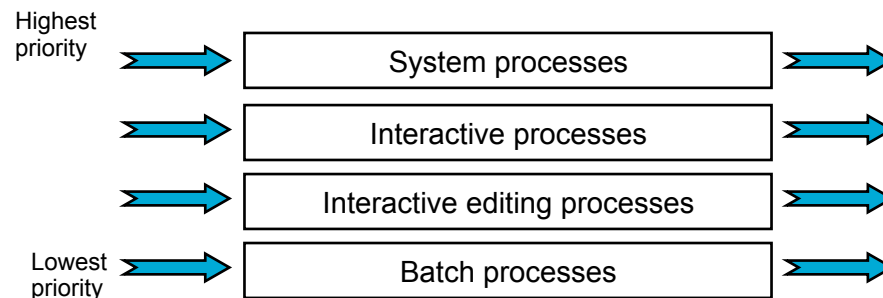 Highest
priority
System processes
Interactive processes
Interactive editing processes
Lowest
priority
Batch processes